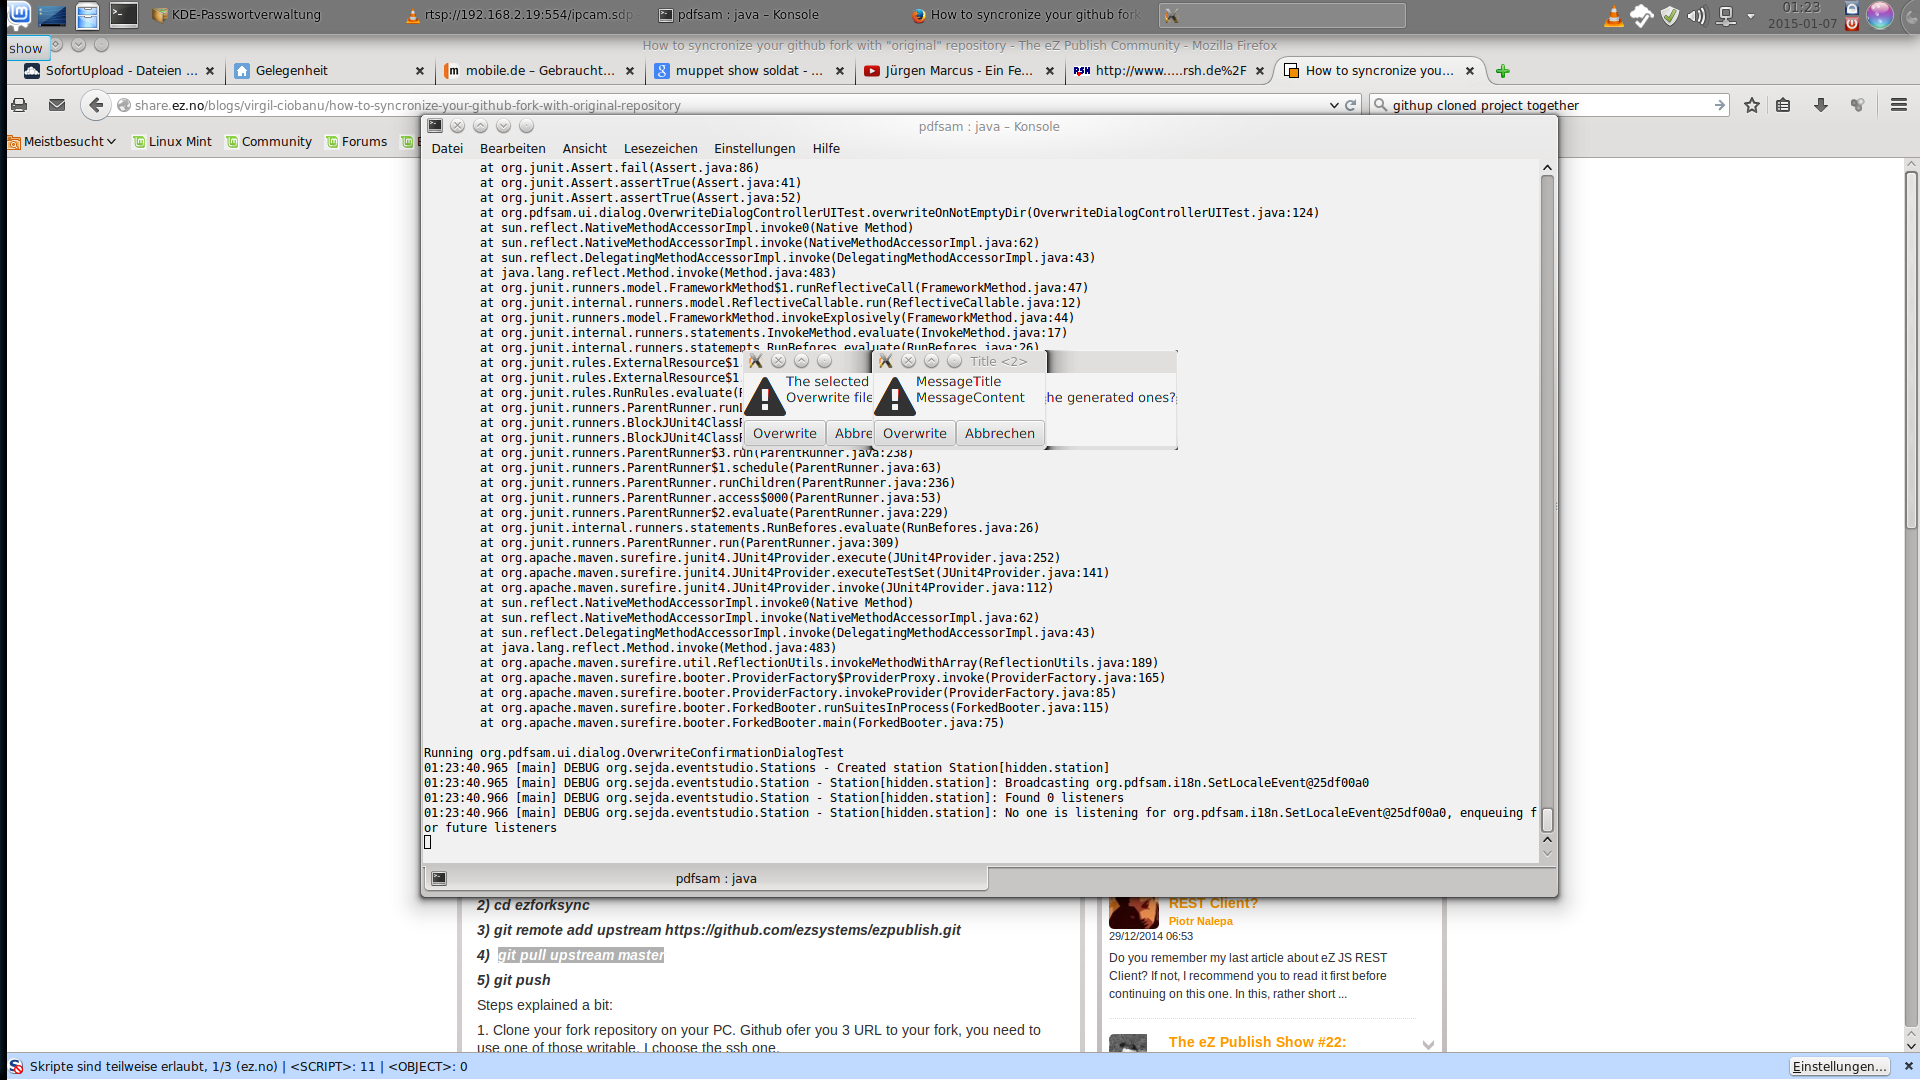 KDE-Passwortverwaltung
rtsp://192.168.2.19:554/ipcam.sdp
pdfsam : java – Konsole
How to syncronize your github fork
01:23
2015-01-07
show
How to syncronize your github fork with "original" repository - The eZ Publish Community - Mozilla Firefox
SofortUpload - Dateien ...
Gelegenheit
mobile.de – Gebraucht...
muppet show soldat - ...
Jürgen Marcus - Ein Fe...
RSH http://www.....rsh.de%2F
How to syncronize you...
share.ez.no/blogs/virgil-ciobanu/how-to-syncronize-your-github-fork-with-original-repository
githup cloned project together
Meistbesucht
Linux Mint
Community
Forums
pdfsam : java – Konsole
Datei Bearbeiten Ansicht Lesezeichen Einstellungen Hilfe
at org.junit.Assert.fail(Assert.java:86)
at org.junit.Assert.assertTrue(Assert.java:41)
at org.junit.Assert.assertTrue(Assert.java:52)
at org.pdfsam.ui.dialog.OverwriteDialogControllerUITest.overwriteOnNotEmptyDir(OverwriteDialogControllerUITest.java:124)
at sun.reflect.NativeMethodAccessorImpl.invoke0(Native Method)
at sun.reflect.NativeMethodAccessorImpl.invoke(NativeMethodAccessorImpl.java:62)
at sun.reflect.DelegatingMethodAccessorImpl.invoke(DelegatingMethodAccessorImpl.java:43)
at java.lang.reflect.Method.invoke(Method.java:483)
at org.junit.runners.model.FrameworkMethod$1.runReflectiveCall(FrameworkMethod.java:47)
at org.junit.internal.runners.model.ReflectiveCallable.run(ReflectiveCallable.java:12)
at org.junit.runners.model.FrameworkMethod.invokeExplosively(FrameworkMethod.java:44)
at org.junit.internal.runners.statements.InvokeMethod.evaluate(InvokeMethod.java:17)
at org.junit.internal.runners.statements.RunBefores.evaluate(RunBefores.java:26)
at org.junit.rules.ExternalResource$1
at org.junit.rules.ExternalResource$1
at org.junit.rules.RunRules.evaluate(
at org.junit.runners.ParentRunner.run
at org.junit.runners.BlockJUnit4Class
at org.junit.runners.BlockJUnit4Class
at org.junit.runners.ParentRunner$3.run(ParentRunner.java:238)
at org.junit.runners.ParentRunner$1.schedule(ParentRunner.java:63)
at org.junit.runners.ParentRunner.runChildren(ParentRunner.java:236)
at org.junit.runners.ParentRunner.access$000(ParentRunner.java:53)
at org.junit.runners.ParentRunner$2.evaluate(ParentRunner.java:229)
at org.junit.internal.runners.statements.RunBefores.evaluate(RunBefores.java:26)
at org.junit.runners.ParentRunner.run(ParentRunner.java:309)
at org.apache.maven.surefire.junit4.JUnit4Provider.execute(JUnit4Provider.java:252)
at org.apache.maven.surefire.junit4.JUnit4Provider.executeTestSet(JUnit4Provider.java:141)
at org.apache.maven.surefire.junit4.JUnit4Provider.invoke(JUnit4Provider.java:112)
at sun.reflect.NativeMethodAccessorImpl.invoke0(Native Method)
at sun.reflect.NativeMethodAccessorImpl.invoke(NativeMethodAccessorImpl.java:62)
at sun.reflect.DelegatingMethodAccessorImpl.invoke(DelegatingMethodAccessorImpl.java:43)
at java.lang.reflect.Method.invoke(Method.java:483)
at org.apache.maven.surefire.util.ReflectionUtils.invokeMethodWithArray(ReflectionUtils.java:189)
at org.apache.maven.surefire.booter.ProviderFactory$ProviderProxy.invoke(ProviderFactory.java:165)
at org.apache.maven.surefire.booter.ProviderFactory.invokeProvider(ProviderFactory.java:85)
at org.apache.maven.surefire.booter.ForkedBooter.runSuitesInProcess(ForkedBooter.java:115)
at org.apache.maven.surefire.booter.ForkedBooter.main(ForkedBooter.java:75)
Running org.pdfsam.ui.dialog.OverwriteConfirmationDialogTest
01:23:40.965 [main] DEBUG org.sejda.eventstudio.Stations - Created station Station[hidden.station]
01:23:40.965 [main] DEBUG org.sejda.eventstudio.Station - Station[hidden.station]: Broadcasting org.pdfsam.i18n.SetLocaleEvent@25df00a0
01:23:40.966 [main] DEBUG org.sejda.eventstudio.Station - Station[hidden.station]: Found 0 listeners
01:23:40.966 [main] DEBUG org.sejda.eventstudio.Station - Station[hidden.station]: No one is listening for org.pdfsam.i18n.SetLocaleEvent@25df00a0, enqueuing f
or future listeners
The selected
Overwrite file
Overwrite Abbre
Title <2>
MessageTitle
MessageContent
Overwrite Abbrechen
he generated ones?
pdfsam : java
2) cd ezforksync
3) git remote add upstream https://github.com/ezsystems/ezpublish.git
4) git pull upstream master
5) git push
Steps explained a bit:
1. Clone your fork repository on your PC. Github ofer you 3 URL to your fork, you need to
use one of those writable. I choose the ssh one.
REST Client?
Piotr Nalepa
29/12/2014 06:53
Do you remember my last article about eZ JS REST
Client? If not, I recommend you to read it first before
continuing on this one. In this, rather short ...
The eZ Publish Show #22:
Skripte sind teilweise erlaubt, 1/3 (ez.no) | <SCRIPT>: 11 | <OBJECT>: 0
Einstellungen...